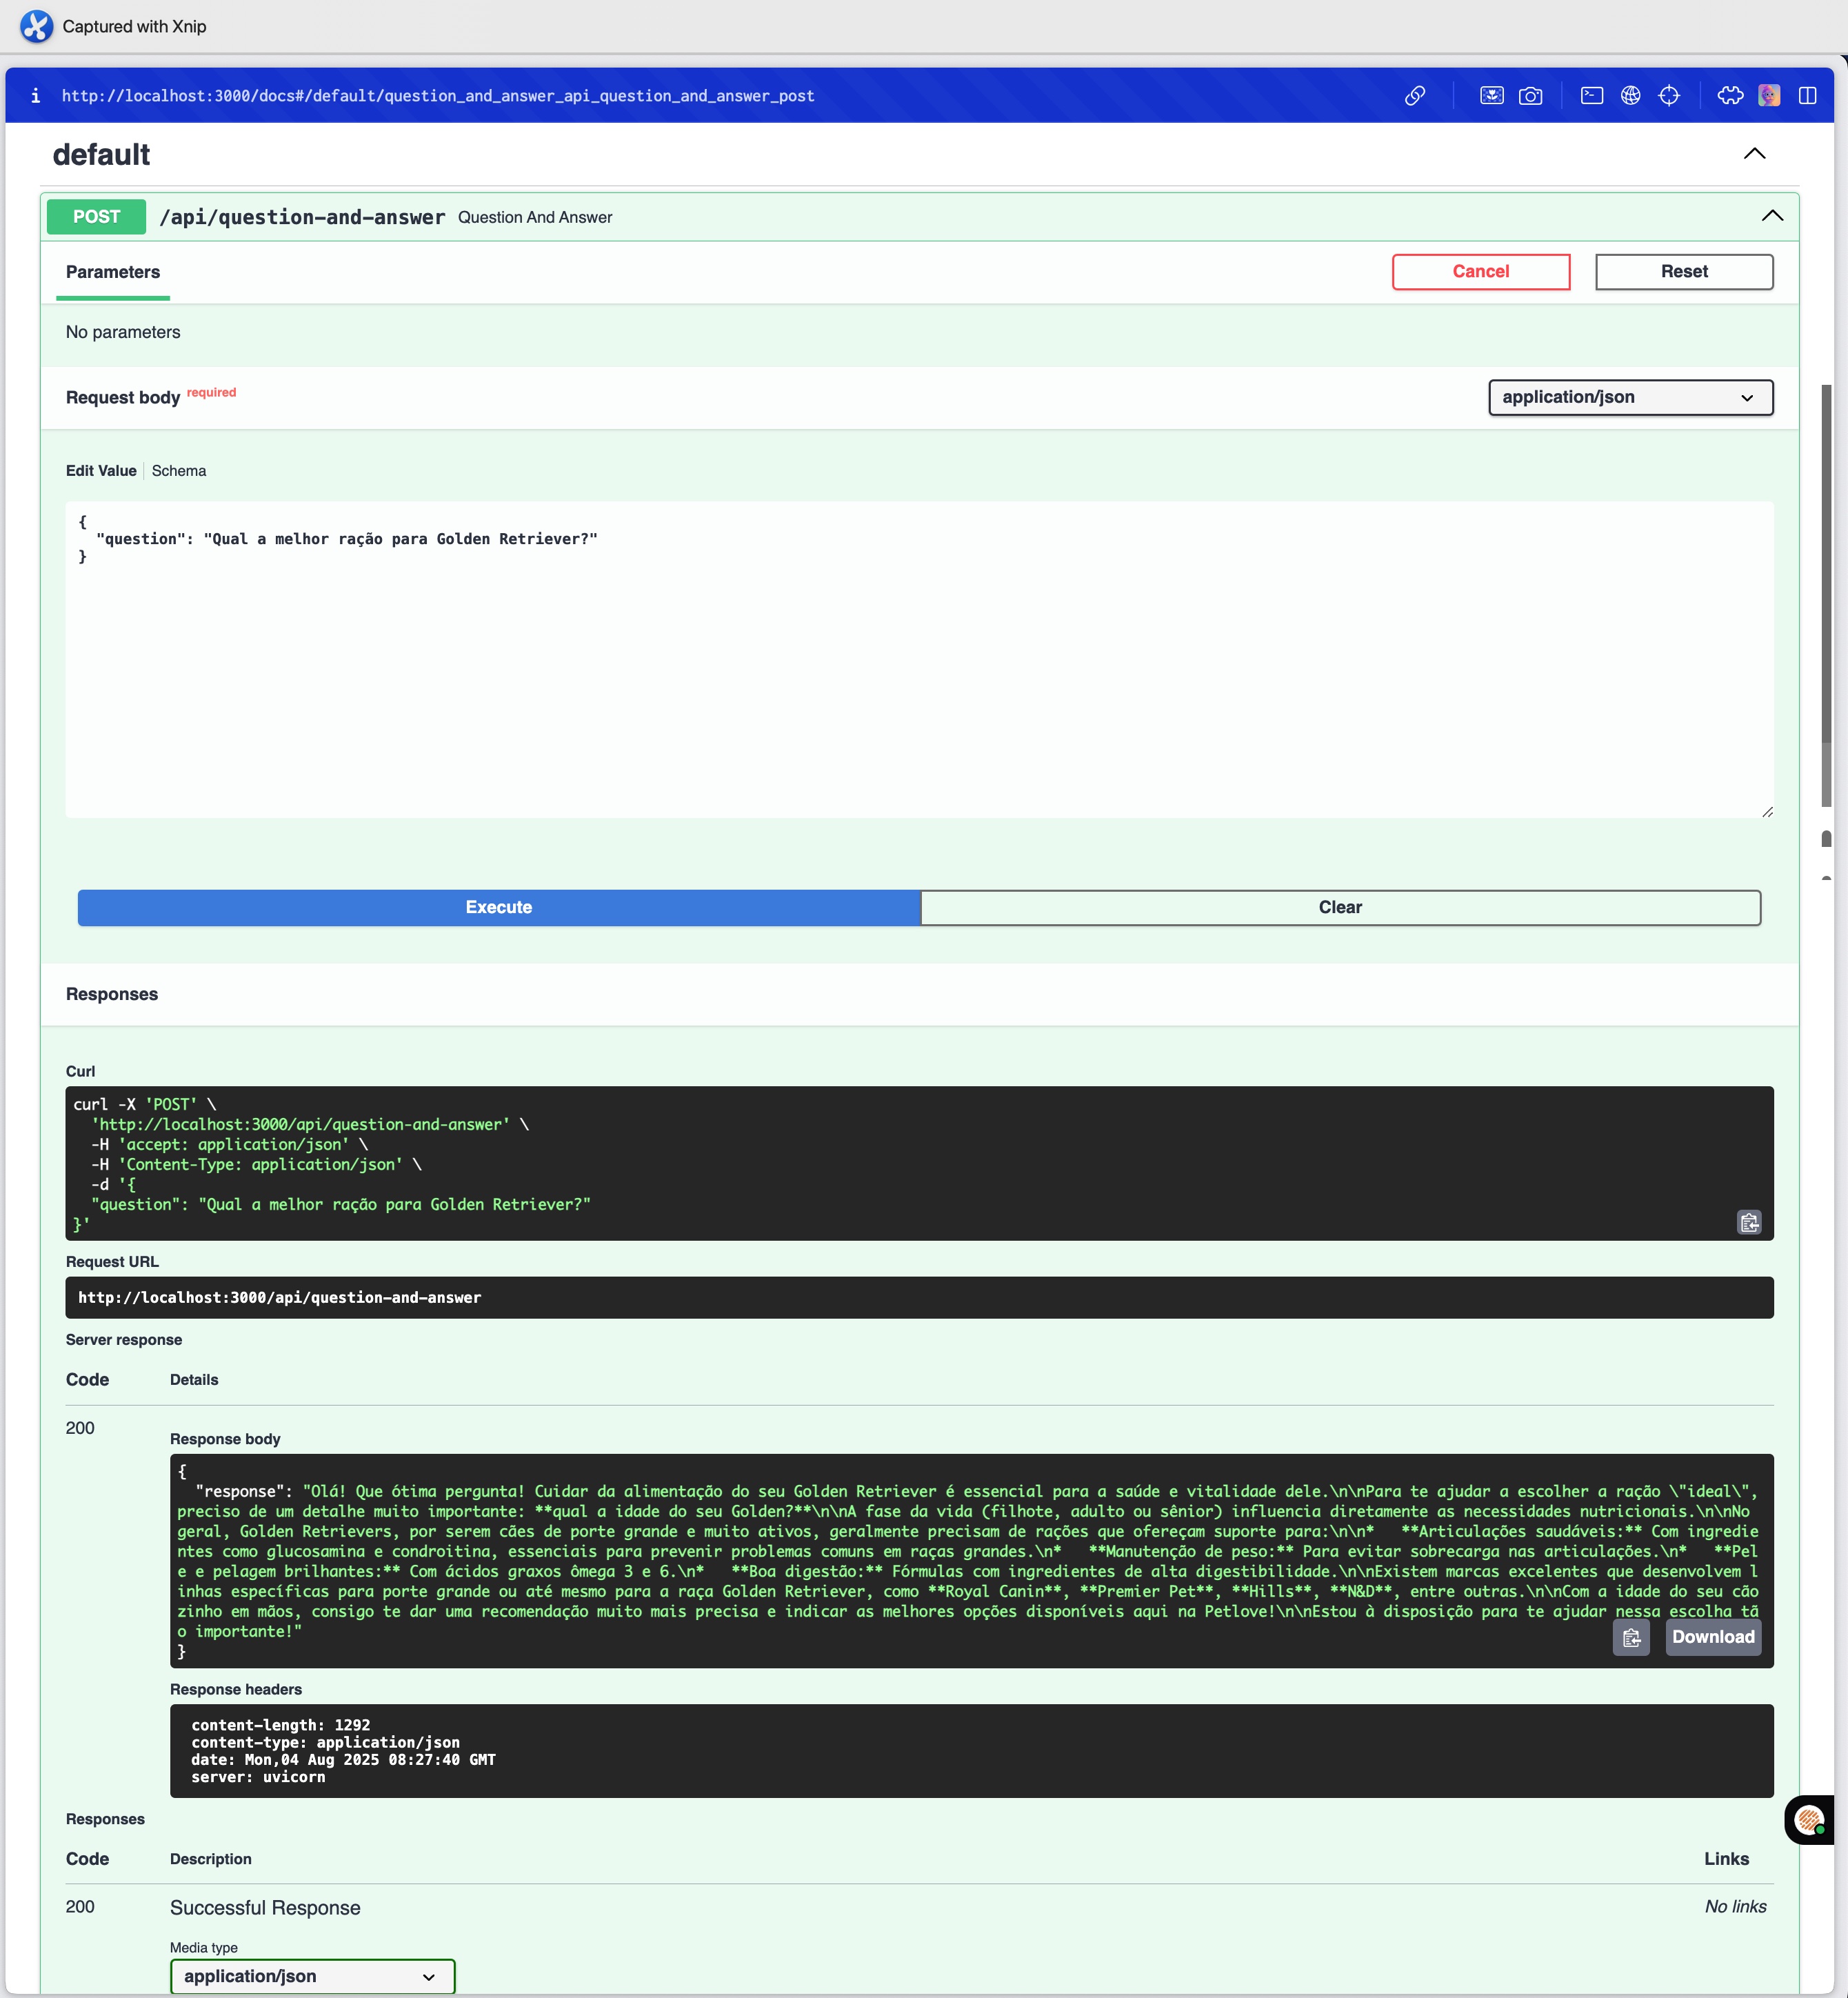 Captured with Xnip
http://localhost:3000/docs#/default/question_and_answer_api_question_and_answer_post
default
POST /api/question-and-answer Question And Answer
Parameters
Cancel
Reset
No parameters
Request body required
application/json
Edit Value
Schema
{
"question": "Qual a melhor ração para Golden Retriever?"
}
Execute
Clear
Responses
Curl
curl -X 'POST' \
'http://localhost:3000/api/question-and-answer' \
-H 'accept: application/json' \
-H 'Content-Type: application/json' \
-d '{
"question": "Qual a melhor ração para Golden Retriever?"
}'
Request URL
http://localhost:3000/api/question-and-answer
Server response
Code Details
200
Response body
{
"response": "Olá! Que ótima pergunta! Cuidar da alimentação do seu Golden Retriever é essencial para a saúde e vitalidade dele.\n\nPara te ajudar a escolher a ração \"ideal\",
preciso de um detalhe muito importante: **qual a idade do seu Golden?**\n\nA fase da vida (filhote, adulto ou sênior) influencia diretamente as necessidades nutricionais.\n\nNo
geral, Golden Retrievers, por serem cães de porte grande e muito ativos, geralmente precisam de rações que ofereçam suporte para:\n\n*   **Articulações saudáveis:** Com ingredie
ntes como glucosamina e condroitina, essenciais para prevenir problemas comuns em raças grandes.\n*   **Manutenção de peso:** Para evitar sobrecarga nas articulações.\n*   **Pel
e e pelagem brilhantes:** Com ácidos graxos ômega 3 e 6.\n*   **Boa digestão:** Fórmulas com ingredientes de alta digestibilidade.\n\nExistem marcas excelentes que desenvolvem l
inhas específicas para porte grande ou até mesmo para a raça Golden Retriever, como **Royal Canin**, **Premier Pet**, **Hills**, **N&D**, entre outras.\n\nCom a idade do seu cão
zinho em mãos, consigo te dar uma recomendação muito mais precisa e indicar as melhores opções disponíveis aqui na Petlove!\n\nEstou à disposição para te ajudar nessa escolha tã
o importante!"
}
Download
Response headers
content-length: 1292
content-type: application/json
date: Mon,04 Aug 2025 08:27:40 GMT
server: uvicorn
Responses
Code Description Links
200 Successful Response No links
Media type
application/json